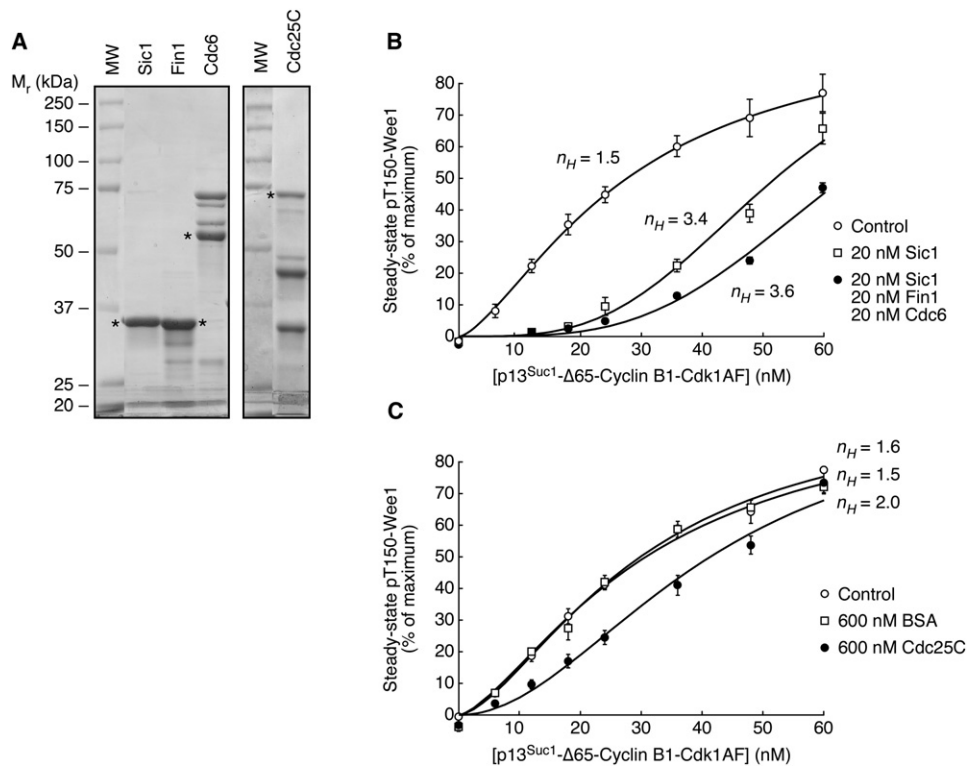 A
MW
Sic1
Fin1
Cdc6
MW
Cdc25C
Mr (kDa)
250
150
100
75
50
37
25
20
*
*
*
*
B
Steady-state pT150-Wee1
(% of maximum)
80
70
60
50
40
30
20
10
0
10
20
30
40
50
60
nH = 1.5
nH = 3.4
nH = 3.6
Control
20 nM Sic1
20 nM Sic1
20 nM Fin1
20 nM Cdc6
[p13Suc1-Δ65-Cyclin B1-Cdk1AF] (nM)
C
Steady-state pT150-Wee1
(% of maximum)
80
70
60
50
40
30
20
10
0
10
20
30
40
50
60
nH = 1.6
nH = 1.5
nH = 2.0
Control
600 nM BSA
600 nM Cdc25C
[p13Suc1-Δ65-Cyclin B1-Cdk1AF] (nM)